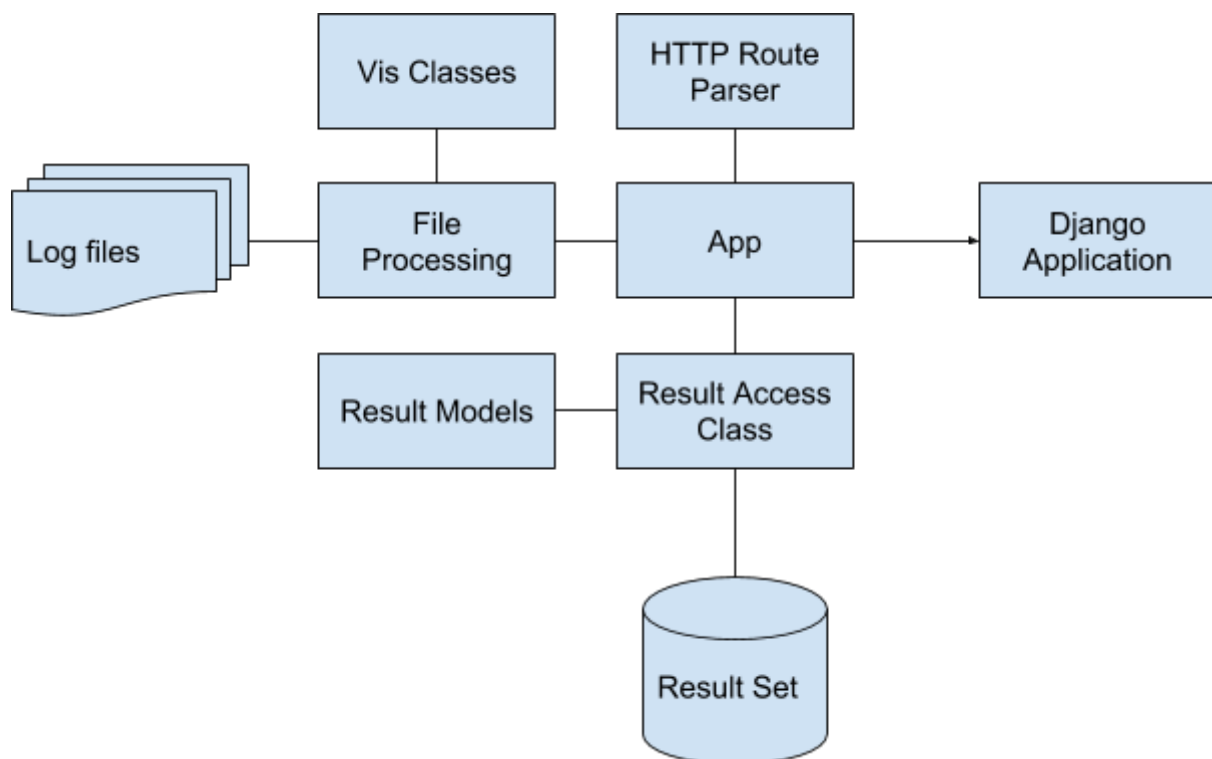 Vis Classes
HTTP Route
Parser
Log files
File
Processing
App
Django
Application
Result Models
Result Access
Class
Result Set